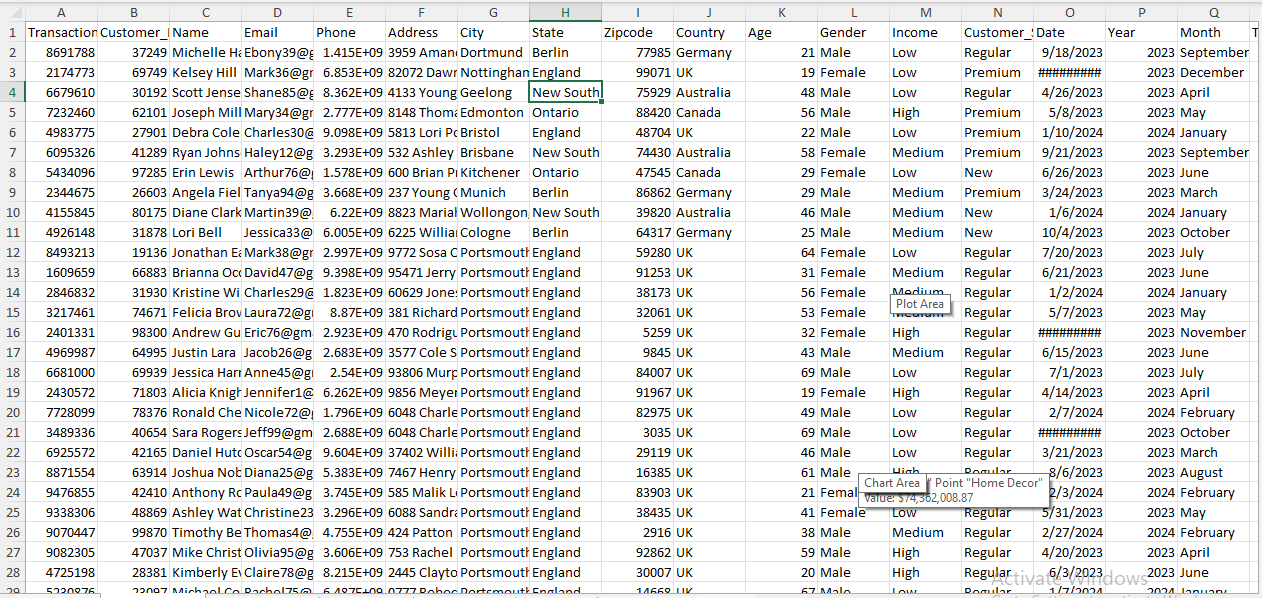 A B C D E F G H I J K L M N O P Q
1 Transaction Customer_ Name Email Phone Address City State Zipcode Country Age Gender Income Customer_ Date Year Month T
2 8691788 37249 Michelle Ha Ebony39@g 1.415E+09 3959 Aman Dortmund Berlin 77985 Germany 21 Male Low Regular 9/18/2023 2023 September
3 2174773 69749 Kelsey Hill Mark36@gr 6.853E+09 82072 Dawr Nottinghan England 99071 UK 19 Female Low Premium ######### 2023 December
4 6679610 30192 Scott Jense Shane85@g 8.362E+09 4133 Young Geelong New South 75929 Australia 48 Male Low Regular 4/26/2023 2023 April
5 7232460 62101 Joseph Mill Mary34@gr 2.777E+09 8148 Thoma Edmonton Ontario 88420 Canada 56 Male High Premium 5/8/2023 2023 May
6 4983775 27901 Debra Cole Charles30@ 9.098E+09 5813 Lori Po Bristol England 48704 UK 22 Male Low Premium 1/10/2024 2024 January
7 6095326 41289 Ryan Johns Haley12@g 3.293E+09 532 Ashley Brisbane New South 74430 Australia 58 Female Medium Premium 9/21/2023 2023 September
8 5434096 97285 Erin Lewis Arthur76@ 1.578E+09 600 Brian P Kitchener Ontario 47545 Canada 29 Female Low New 6/26/2023 2023 June
9 2344675 26603 Angela Fiel Tanya94@g 3.668E+09 237 Young Munich Berlin 86862 Germany 29 Male Medium Premium 3/24/2023 2023 March
10 4155845 80175 Diane Clark Martin39@ 6.22E+09 8823 Maria Wollongon New South 39820 Australia 46 Male Medium New 1/6/2024 2024 January
11 4926148 31878 Lori Bell Jessica33@ 6.005E+09 6225 Willia Cologne Berlin 64317 Germany 25 Male Medium New 10/4/2023 2023 October
12 8493213 19136 Jonathan Ea Mark38@gr 2.997E+09 9772 Sosa C Portsmouth England 59280 UK 64 Female Low Regular 7/20/2023 2023 July
13 1609659 66883 Brianna Oc David47@g 9.398E+09 95471 Jerry Portsmouth England 91253 UK 31 Female Medium Regular 6/21/2023 2023 June
14 2846832 31930 Kristine Wi Charles29@ 1.823E+09 60629 Jone Portsmouth England 38173 UK 56 Female Medium Regular 1/2/2024 2024 January
Plot Area
15 3217461 74671 Felicia Brov Laura72@g 8.87E+09 381 Richard Portsmouth England 32061 UK 53 Female Medium Regular 5/7/2023 2023 May
16 2401331 98300 Andrew Gu Eric76@gm 2.923E+09 470 Rodrigu Portsmouth England 5259 UK 32 Female High Regular ######### 2023 November
17 4969987 64995 Justin Lara Jacob26@g 2.683E+09 3577 Cole S Portsmouth England 9845 UK 43 Male Medium Regular 6/15/2023 2023 June
18 6681000 69939 Jessica Harr Anne45@g 2.54E+09 93806 Murp Portsmouth England 84007 UK 69 Male Low Regular 7/1/2023 2023 July
19 2430572 71803 Alicia Knigh Jennifer1@ 6.262E+09 9856 Meye Portsmouth England 91967 UK 19 Female High Regular 4/14/2023 2023 April
20 7728099 78376 Ronald Che Nicole72@ 1.796E+09 6048 Charle Portsmouth England 82975 UK 49 Male Low Regular 2/7/2024 2024 February
21 3489336 40654 Sara Rogers Jeff99@gm 2.688E+09 6048 Charle Portsmouth England 3035 UK 69 Male Low Regular ######### 2023 October
22 6925572 42165 Daniel Hut Oscar54@g 9.604E+09 37402 Willi Portsmouth England 29119 UK 46 Male Low Regular 3/21/2023 2023 March
23 8871554 63914 Joshua Nob Diana25@g 5.383E+09 7467 Henry Portsmouth England 16385 UK 61 Male High Regular 8/6/2023 2023 August
Chart Area " Point "Home Decor"
24 9476855 42410 Anthony Ro Paula49@g 3.745E+09 585 Malik L Portsmouth England 83903 UK 21 Femal 2/3/2024 2024 February
Value: $74,362,008.87
25 9338306 48869 Ashley Wat Christine23 3.296E+09 6088 Sandra Portsmouth England 38435 UK 41 Female Low Regular 5/31/2023 2023 May
26 9070447 99870 Timothy Be Thomas4@ 4.755E+09 424 Patton Portsmouth England 2916 UK 38 Male Medium Regular 2/27/2024 2024 February
27 9082305 47037 Mike Christ Olivia95@g 3.606E+09 753 Rachel Portsmouth England 92862 UK 59 Male High Regular 4/20/2023 2023 April
28 4725198 28381 Kimberly Ev Claire78@g 8.215E+09 2445 Clayto Portsmouth England 30007 UK 20 Male High Regular 6/3/2023 2023 June
Activate Windows
29 5230876 23097 Michael Co Rachel75@ 6.487E+09 Portsmouth England 14668 UK 67 Male Low Regular 1/7/2024 2024 January